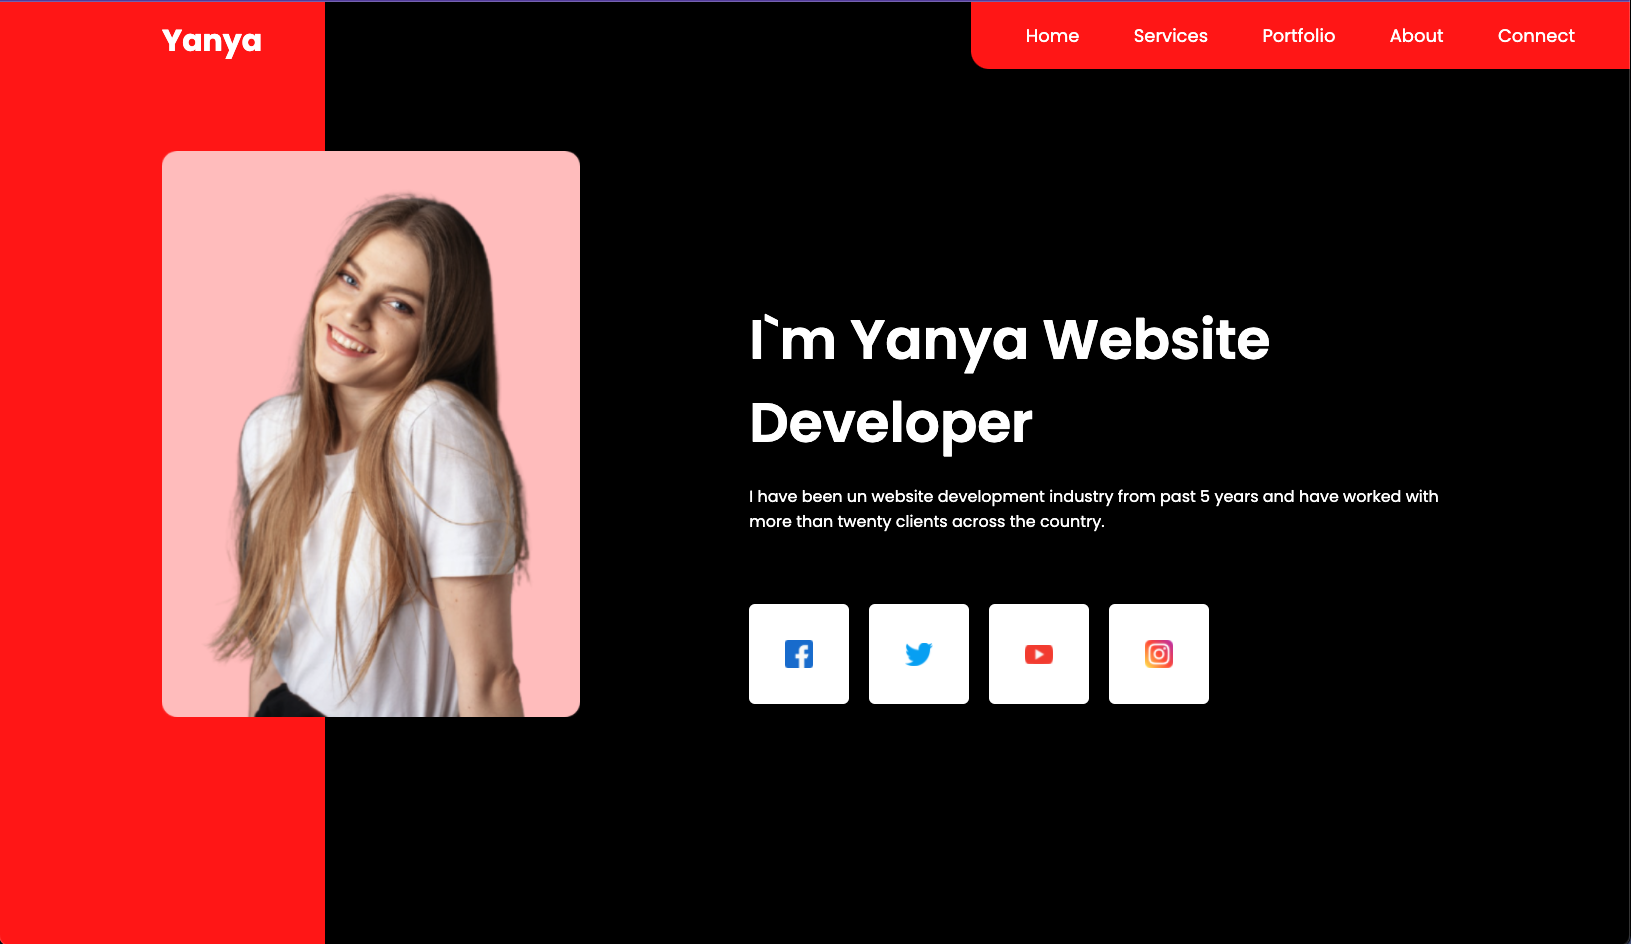 Yanya
Home Services Portfolio About Connect
I`m Yanya Website
Developer
I have been un website development industry from past 5 years and have worked with
more than twenty clients across the country.